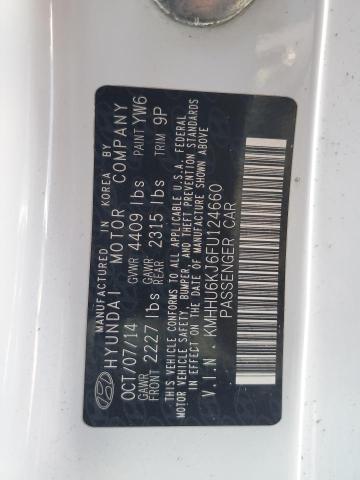 MANUFACTURED IN KOREA BY
HYUNDAI MOTOR COMPANY
OCT/07/14 GVWR 4409 lbs PAINT YW6
GAWR FRONT 2227 lbs GAWR REAR 2315 lbs TRIM 9P
THIS VEHICLE CONFORMS TO ALL APPLICABLE U.S.A. FEDERAL
MOTOR VEHICLE SAFETY, BUMPER, AND THEFT PREVENTION
STANDARDS IN EFFECT ON THE DATE OF MANUFACTURE SHOWN ABOVE
V.I.N : KMHHU6KJ6FU124660
PASSENGER CAR